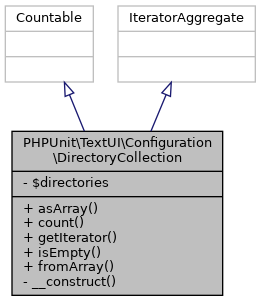 Countable
IteratorAggregate
PHPUnit\TextUI\Configuration
\DirectoryCollection
- $directories
+ asArray()
+ count()
+ getIterator()
+ isEmpty()
+ fromArray()
- __construct()